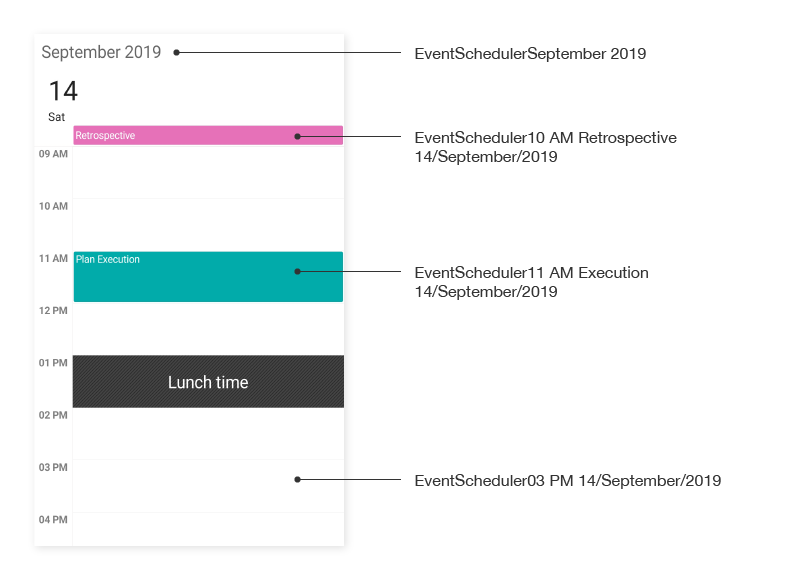 September 2019
EventSchedulerSeptember 2019
14
Sat
Retrospective
EventScheduler10 AM Retrospective
14/September/2019
09 AM
10 AM
11 AM
Plan Execution
EventScheduler11 AM Execution
14/September/2019
12 PM
01 PM
Lunch time
02 PM
03 PM
EventScheduler03 PM 14/September/2019
04 PM